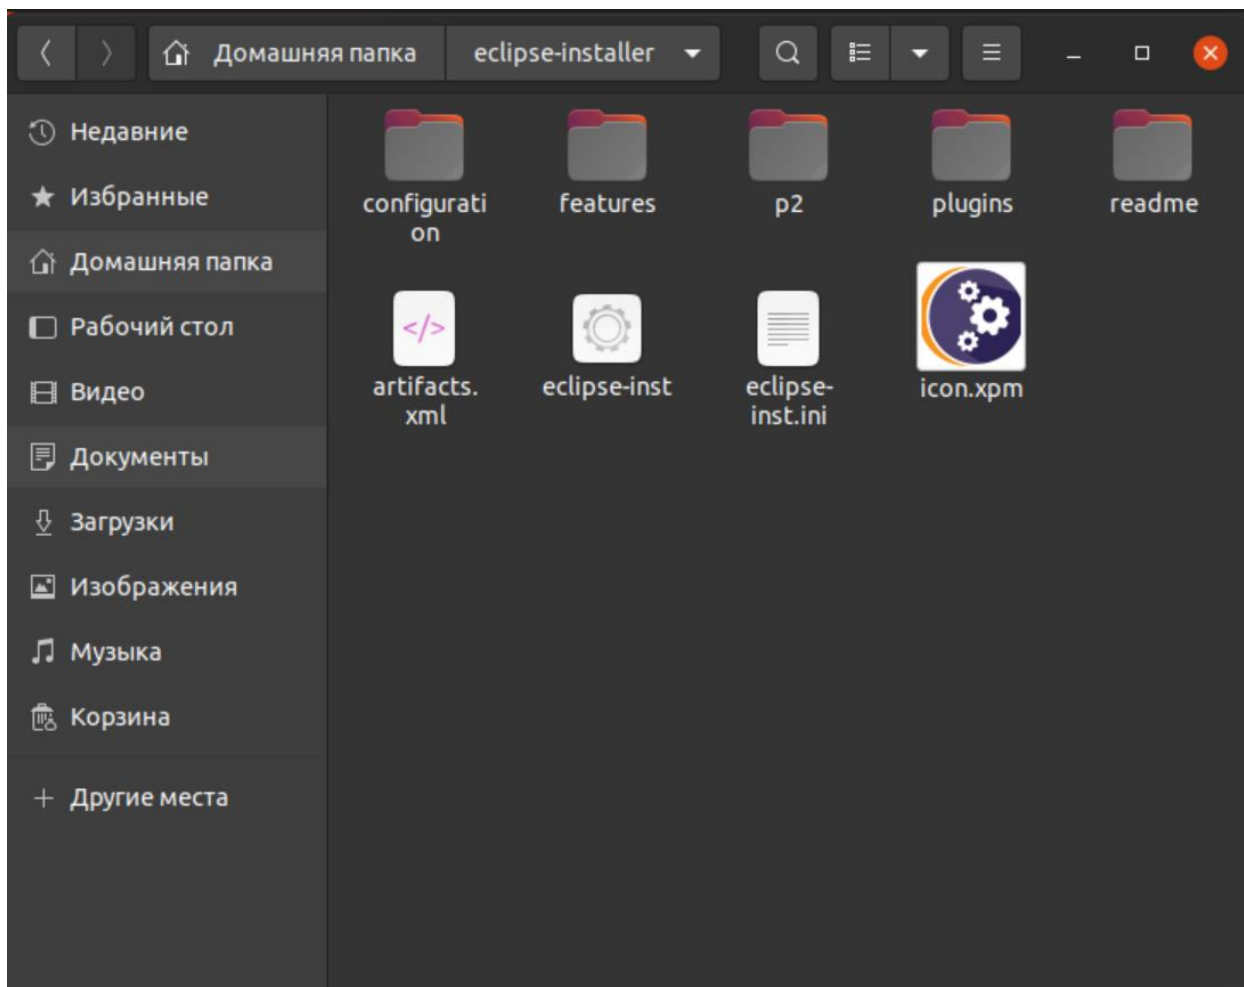 Домашняя папка
eclipse-installer
Недавние
Избранные
Домашняя папка
Рабочий стол
Видео
Документы
Загрузки
Изображения
Музыка
Корзина
Другие места
configurati
on
features
p2
plugins
readme
artifacts.
xml
eclipse-inst
eclipse-
inst.ini
icon.xpm